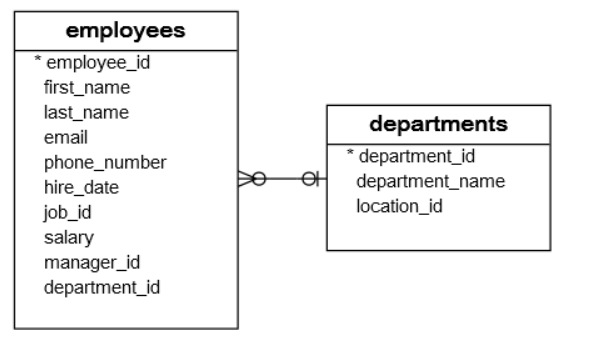 employees
* employee_id
first_name
last_name
email
phone_number
hire_date
job_id
salary
manager_id
department_id
departments
* department_id
department_name
location_id